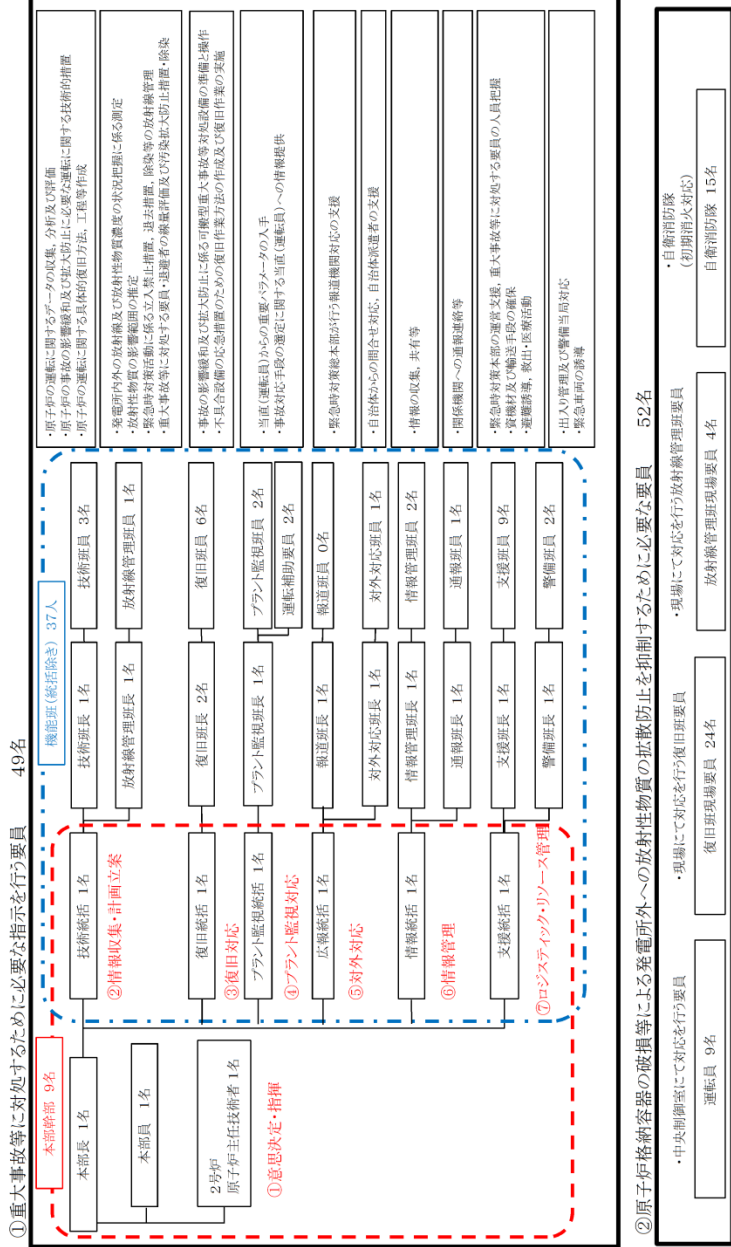 ①重大事故等に対処するために必要な指示を行う要員　49名
本部幹部 9名
機能班(統括除き) 37人
本部長 1名
本部員 1名
2号炉
原子炉主任技術者 1名
①意思決定・指揮
技術統括 1名
②情報収集・計画立案
技術班長 1名
技術班員 3名
・原子炉の運転に関するデータの収集, 分析及び評価
・原子炉の事故の影響緩和及び拡大防止に必要な運転に関する技術的措置
・原子炉の運転に関する具体的復旧方法, 工程等作成
放射線管理班長 1名
放射線管理班員 1名
・発電所内外の放射線及び放射性物質濃度の状況把握に係る測定
・放射性物質の影響範囲の推定
・緊急時対策活動に係る立入禁止措置, 退去措置, 除染等の放射線管理
・重大事故等に対処する要員・退避者の線量評価及び汚染拡大防止措置・除染
復旧統括 1名
③復旧対応
復旧班長 2名
復旧班員 6名
・事故の影響緩和及び拡大防止に係る可搬型重大事故等対処設備の準備と操作
・不具合設備の応急措置のための復旧作業方法の作成及び復旧作業の実施
プラント監視統括 1名
④プラント監視対応
プラント監視班長 1名
プラント監視班員 2名
運転補助要員 2名
・当直(運転員)からの重要パラメータの入手
・事故対応手段の選定に関する当直(運転員)への情報提供
広報統括 1名
⑤対外対応
報道班長 1名
報道班員 0名
・緊急時対策総本部が行う報道機関対応の支援
対外対応班長 1名
対外対応班員 1名
・自治体からの問合せ対応, 自治体派遣者の支援
情報統括 1名
⑥情報管理
情報管理班長 1名
情報管理班員 2名
・情報の収集, 共有等
通報班長 1名
通報班員 1名
・関係機関への通報連絡等
支援統括 1名
⑦ロジスティック・リソース管理
支援班長 1名
支援班員 9名
・緊急時対策本部の運営支援, 重大事故等に対処する要員の人員把握
・資機材及び輸送手段の確保
・避難誘導, 救出・医療活動
警備班長 1名
警備班員 2名
・出入り管理及び警備当局対応
・緊急車両の誘導
②原子炉格納容器の破損等による発電所外への放射性物質の拡散防止を抑制するために必要な要員　52名
・中央制御室にて対応を行う要員
運転員 9名
・現場にて対応を行う復旧班要員
復旧班現場要員 24名
・現場にて対応を行う放射線管理班要員
放射線管理班現場要員 4名
・自衛消防隊
(初期消火対応)
自衛消防隊 15名